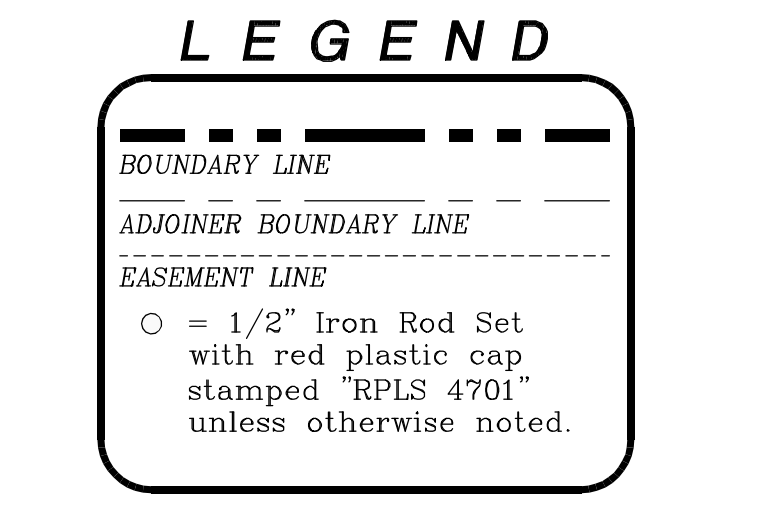 LEGEND
BOUNDARY LINE
ADJOINER BOUNDARY LINE
EASEMENT LINE
= 1/2" Iron Rod Set
with red plastic cap
stamped "RPLS 4701"
unless otherwise noted.